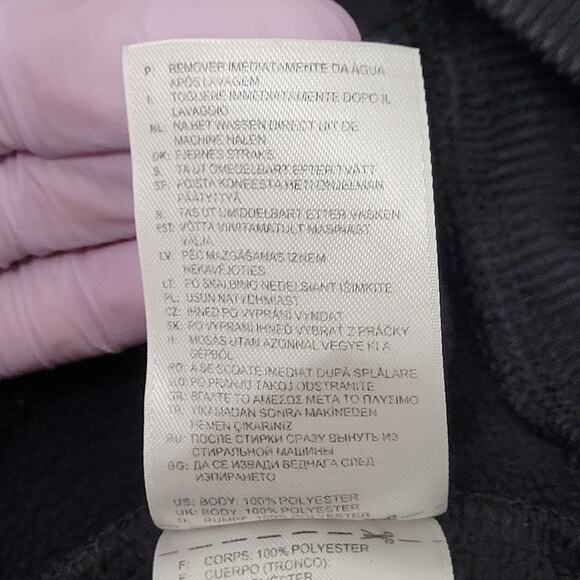 P: REMOVER IMEDIATAMENTE DA ÁGUA
APÓS LAVAGEM
I: TOGLIERE IMMEDIATAMENTE DOPO IL
LAVAGGIO
NL: NA HET WASSEN DIRECT UIT DE
MACHINE HALEN
DK: FJERNES STRAKS
S: TA UT OMEDELBART EFTER TVÄTT
SF: POISTA KONEESTA HETI OHJELMAN
PÄÄTYTTYÄ
N: TAS UT UMIDDELBART ETTER VASKEN
EST: VÕTTA VIIVITAMATULT MASINAST
VÄLJA
LV: PĒC MAZGĀŠANAS IZŅEM
NEKAVĒJOTIES
LT: PO SKALBIMO NEDELSIANT IŠIMKITE
PL: USUŃ NATYCHMIAST
CZ: IHNED PO VYPRÁNÍ VYNDAT
SK: PO VYPRANÍ IHNEĎ VYBRAŤ Z PRÁČKY
H: MOSÁS UTÁN AZONNAL VEGYE KI A
GÉPBŐL
RO: A SE SCOATE IMEDIAT DUPĂ SPĂLARE
SLO: PO PRANJU TAKOJ ODSTRANITE
GR: ΒΓΑΛΤΕ ΤΟ ΑΜΕΣΩΣ ΜΕΤΑ ΤΟ ΠΛΥΣΙΜΟ
TR: YIKAMADAN SONRA MAKİNEDEN
HEMEN ÇIKARINIZ
RU: ПОСЛЕ СТИРКИ СРАЗУ ВЫНУТЬ ИЗ
СТИРАЛЬНОЙ МАШИНЫ
BG: ДА СЕ ИЗВАДИ ВЕДНАГА СЛЕД
ИЗПИРАНЕТО
US: BODY: 100% POLYESTER
UK: BODY: 100% POLYESTER
D: RUMPF: 100% POLYESTER
F: CORPS: 100% POLYESTER
E: CUERPO (TRONCO):